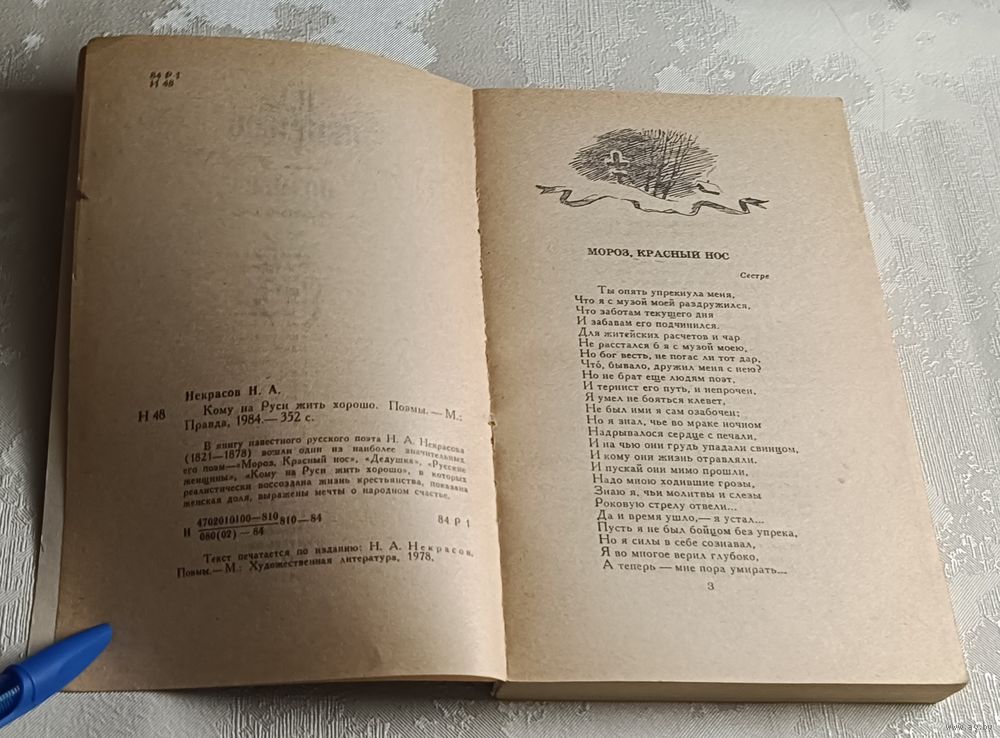 84 Р 1
Н 48
Некрасов Н. А.
Н 48 Кому на Руси жить хорошо. Поэмы. — М.:
Правда, 1984.— 352 с.
В книгу известного русского поэта Н. А. Некрасова
(1821—1878) вошли одни из наиболее значительных
его поэм—«Мороз, Красный нос», «Дедушка», «Русские
женщины», «Кому на Руси жить хорошо», в которых
реалистически воссоздана жизнь крестьянства, показана
женская доля, выражены мечты о народном счастье.
Н 4702010100—810 810—84 84 Р 1
080(02) — 84
Текст печатается по изданию: Н. А. Некрасов.
Поэмы.—М.: Художественная литература, 1978.
МОРОЗ, КРАСНЫЙ НОС
Сестре
Ты опять упрекнула меня,
Что я с музой моей раздружился,
Что заботам текущего дня
И забавам его подчинился.
Для житейских расчетов и чар
Не расстался б я с музой моею,
Но бог весть, не погас ли тот дар,
Что́, бывало, дружил меня с нею?
Но не брат еще людям поэт,
И тернист его путь, и непрочен,
Я умел не бояться клевет,
Не был ими я сам озабочен;
Но я знал, чье во мраке ночном
Надрывалося сердце с печали,
И на чью они грудь упадали свинцом,
И кому они жизнь отравляли.
И пускай они мимо прошли,
Надо мною ходившие грозы,
Знаю я, чьи молитвы и слезы
Роковую стрелу отвели...
Да и время ушло,— я устал...
Пусть я не был бойцом без упрека,
Но я силы в себе сознавал,
Я во многое верил глубоко,
А теперь — мне пора умирать...
3